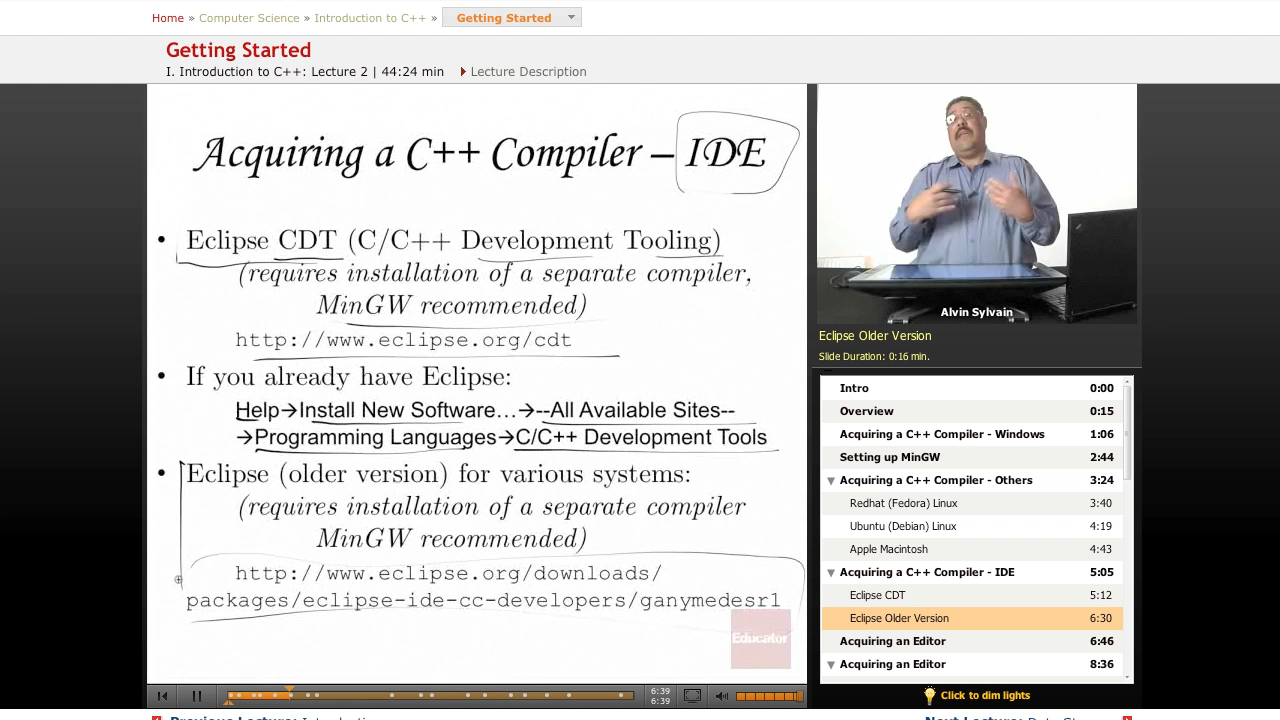 Home » Computer Science » Introduction to C++ » Getting Started
Getting Started
I. Introduction to C++: Lecture 2 | 44:24 min Lecture Description
Acquiring a C++ Compiler – IDE
• Eclipse CDT (C/C++ Development Tooling)
(requires installation of a separate compiler,
MinGW recommended)
http://www.eclipse.org/cdt
• If you already have Eclipse:
Help→Install New Software…→--All Available Sites--
→Programming Languages→C/C++ Development Tools
• Eclipse (older version) for various systems:
(requires installation of a separate compiler
MinGW recommended)
http://www.eclipse.org/downloads/
packages/eclipse-ide-cc-developers/ganymedesr1
Educator
6:39
6:39
Alvin Sylvain
Eclipse Older Version
Slide Duration: 0:16 min.
Intro 0:00
Overview 0:15
Acquiring a C++ Compiler - Windows 1:06
Setting up MinGW 2:44
Acquiring a C++ Compiler - Others 3:24
Redhat (Fedora) Linux 3:40
Ubuntu (Debian) Linux 4:19
Apple Macintosh 4:43
Acquiring a C++ Compiler - IDE 5:05
Eclipse CDT 5:12
Eclipse Older Version 6:30
Acquiring an Editor 6:46
Acquiring an Editor 8:36
Click to dim lights
Previous Lecture:
Next Lecture: